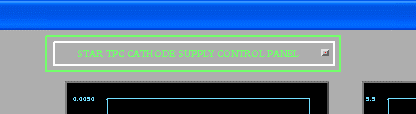 STAR TPC CATHODE SUPPLY CONTROL PANEL
0.0050 5.5